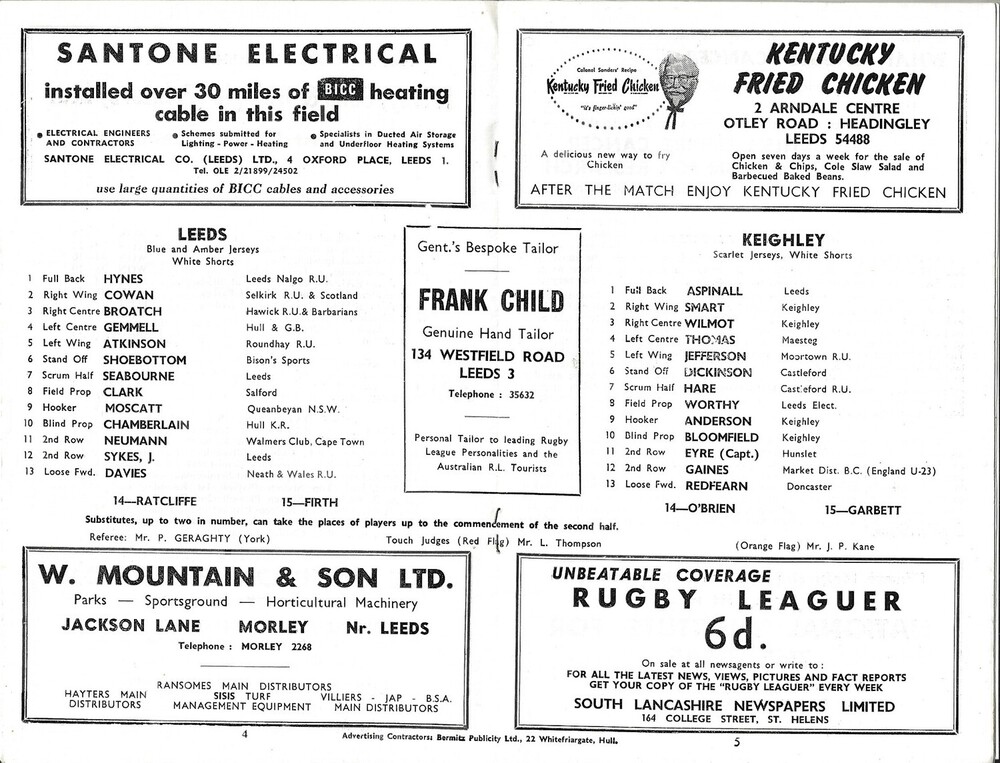 SANTONE ELECTRICAL
installed over 30 miles of BICC heating
cable in this field
• ELECTRICAL ENGINEERS AND CONTRACTORS
• Schemes submitted for Lighting - Power - Heating
• Specialists in Ducted Air Storage and Underfloor Heating Systems
SANTONE ELECTRICAL CO. (LEEDS) LTD., 4 OXFORD PLACE, LEEDS 1.
Tel. OLE 2/21899/24502
use large quantities of BICC cables and accessories
Colonel Sanders' Recipe
Kentucky Fried Chicken
"it's finger-lickin' good"
A delicious new way to fry
Chicken
KENTUCKY
FRIED CHICKEN
2 ARNDALE CENTRE
OTLEY ROAD : HEADINGLEY
LEEDS 54488
Open seven days a week for the sale of
Chicken & Chips, Cole Slaw Salad and
Barbecued Baked Beans.
AFTER THE MATCH ENJOY KENTUCKY FRIED CHICKEN
LEEDS
Blue and Amber Jerseys
White Shorts
1 Full Back HYNES Leeds Nalgo R.U.
2 Right Wing COWAN Selkirk R.U. & Scotland
3 Right Centre BROATCH Hawick R.U.& Barbarians
4 Left Centre GEMMELL Hull & G.B.
5 Left Wing ATKINSON Roundhay R.U.
6 Stand Off SHOEBOTTOM Bison's Sports
7 Scrum Half SEABOURNE Leeds
8 Field Prop CLARK Salford
9 Hooker MOSCATT Queanbeyan N.S.W.
10 Blind Prop CHAMBERLAIN Hull K.R.
11 2nd Row NEUMANN Walmers Club, Cape Town
12 2nd Row SYKES, J. Leeds
13 Loose Fwd. DAVIES Neath & Wales R.U.
14—RATCLIFFE 15—FIRTH
Gent.'s Bespoke Tailor
FRANK CHILD
Genuine Hand Tailor
134 WESTFIELD ROAD
LEEDS 3
Telephone : 35632
Personal Tailor to leading Rugby
League Personalities and the
Australian R.L. Tourists
KEIGHLEY
Scarlet Jerseys, White Shorts
1 Full Back ASPINALL Leeds
2 Right Wing SMART Keighley
3 Right Centre WILMOT Keighley
4 Left Centre THOMAS Maesteg
5 Left Wing JEFFERSON Moortown R.U.
6 Stand Off DICKINSON Castleford
7 Scrum Half HARE Castleford R.U.
8 Field Prop WORTHY Leeds Elect.
9 Hooker ANDERSON Keighley
10 Blind Prop BLOOMFIELD Keighley
11 2nd Row EYRE (Capt.) Hunslet
12 2nd Row GAINES Market Dist. B.C. (England U-23)
13 Loose Fwd. REDFEARN Doncaster
14—O'BRIEN 15—GARBETT
Substitutes, up to two in number, can take the places of players up to the commencement of the second half.
Referee: Mr. P. GERAGHTY (York) Touch Judges (Red Flag) Mr. L. Thompson (Orange Flag) Mr. J. P. Kane
W. MOUNTAIN & SON LTD.
Parks — Sportsground — Horticultural Machinery
JACKSON LANE MORLEY Nr. LEEDS
Telephone : MORLEY 2268
HAYTERS MAIN
DISTRIBUTORS
RANSOMES MAIN DISTRIBUTORS
SISIS TURF
MANAGEMENT EQUIPMENT
VILLIERS - JAP - B.S.A.
MAIN DISTRIBUTORS
UNBEATABLE COVERAGE
RUGBY LEAGUER
6d.
On sale at all newsagents or write to :
FOR ALL THE LATEST NEWS, VIEWS, PICTURES AND FACT REPORTS
GET YOUR COPY OF THE "RUGBY LEAGUER" EVERY WEEK
SOUTH LANCASHIRE NEWSPAPERS LIMITED
164 COLLEGE STREET, ST. HELENS
4
Advertising Contractors: Bermitz Publicity Ltd., 22 Whitefriargate, Hull.
5